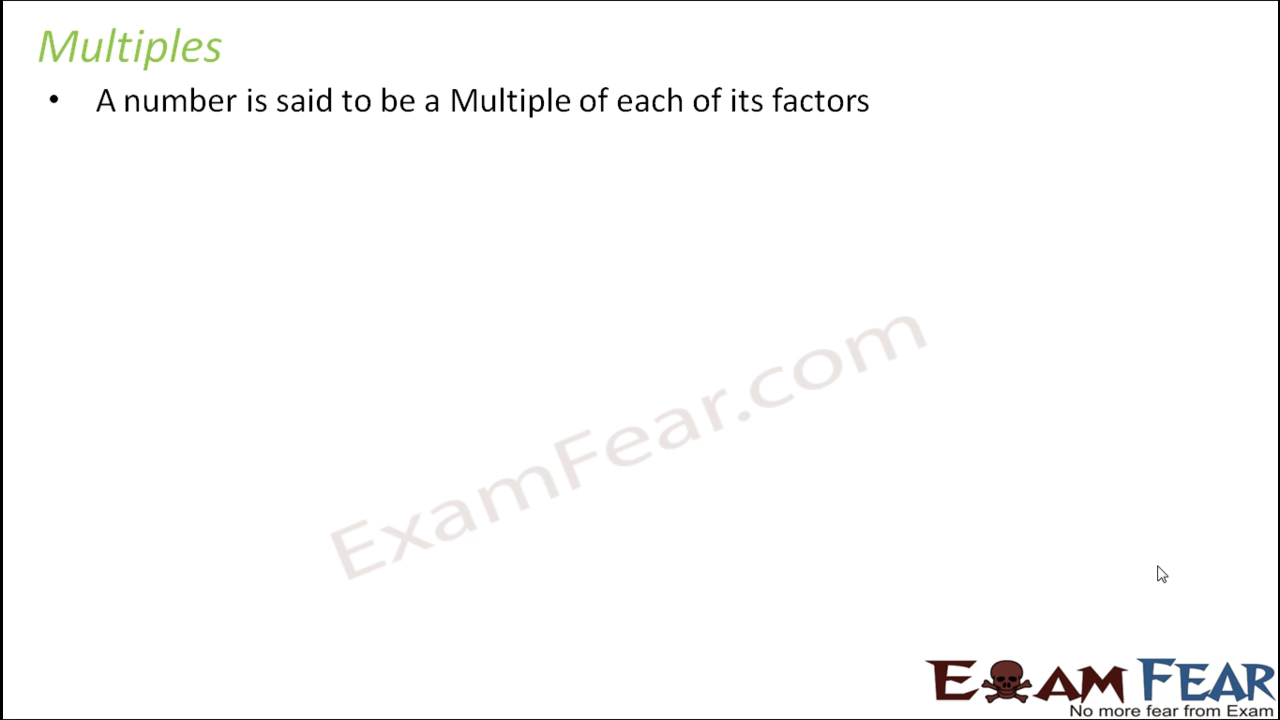 Multiples
• A number is said to be a Multiple of each of its factors
ExamFear.com
EXAM FEAR
No more fear from Exam